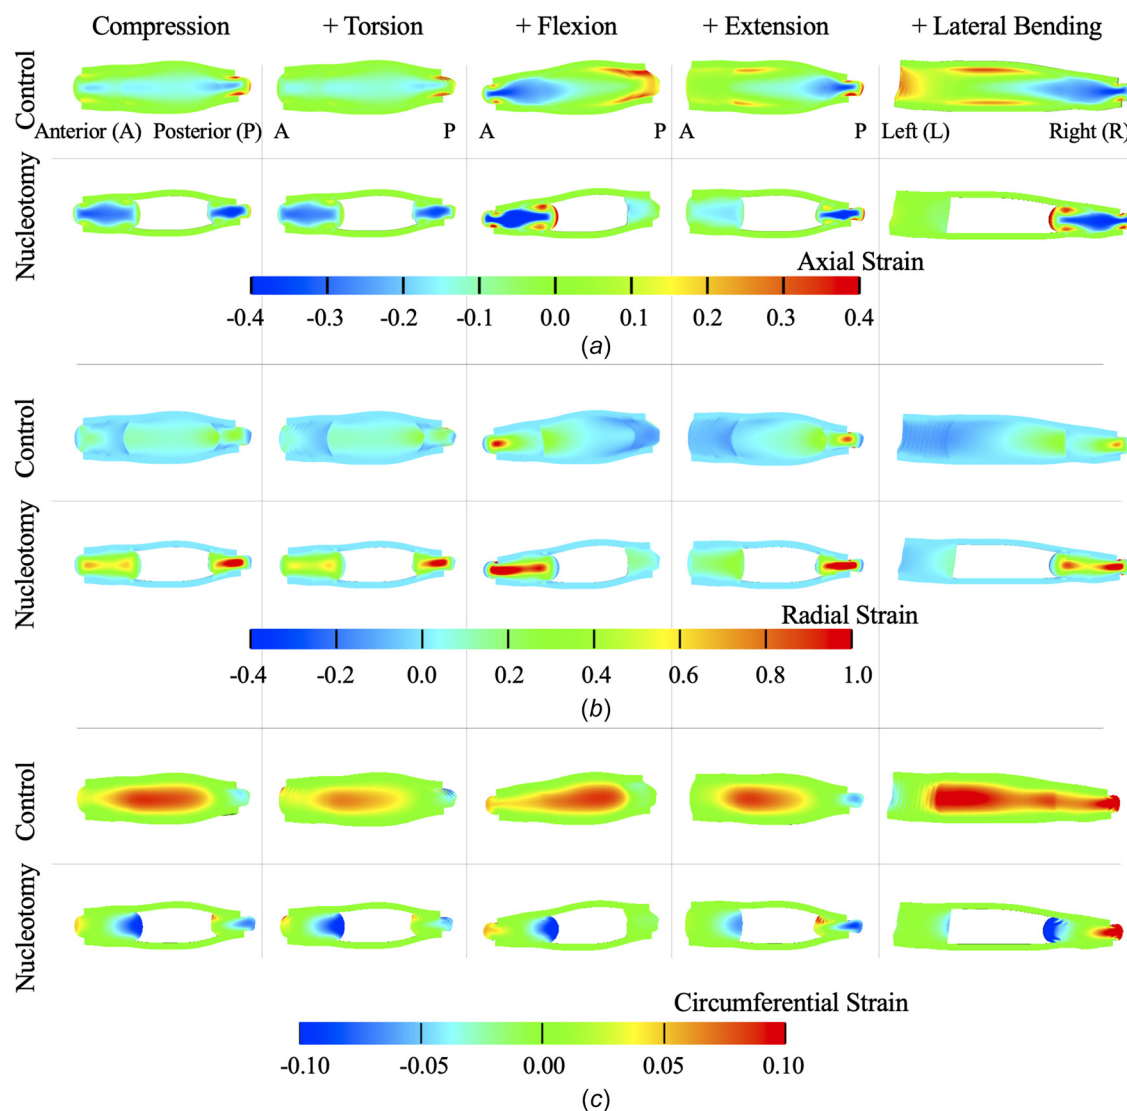 Compression + Torsion + Flexion + Extension + Lateral Bending
Control
Anterior (A) Posterior (P) A P A P A P Left (L) Right (R)
Nucleotomy
Axial Strain
-0.4 -0.3 -0.2 -0.1 0.0 0.1 0.2 0.3 0.4
(a)
Control
Nucleotomy
Radial Strain
-0.4 -0.2 0.0 0.2 0.4 0.6 0.8 1.0
(b)
Control
Nucleotomy
Circumferential Strain
-0.10 -0.05 0.00 0.05 0.10
(c)